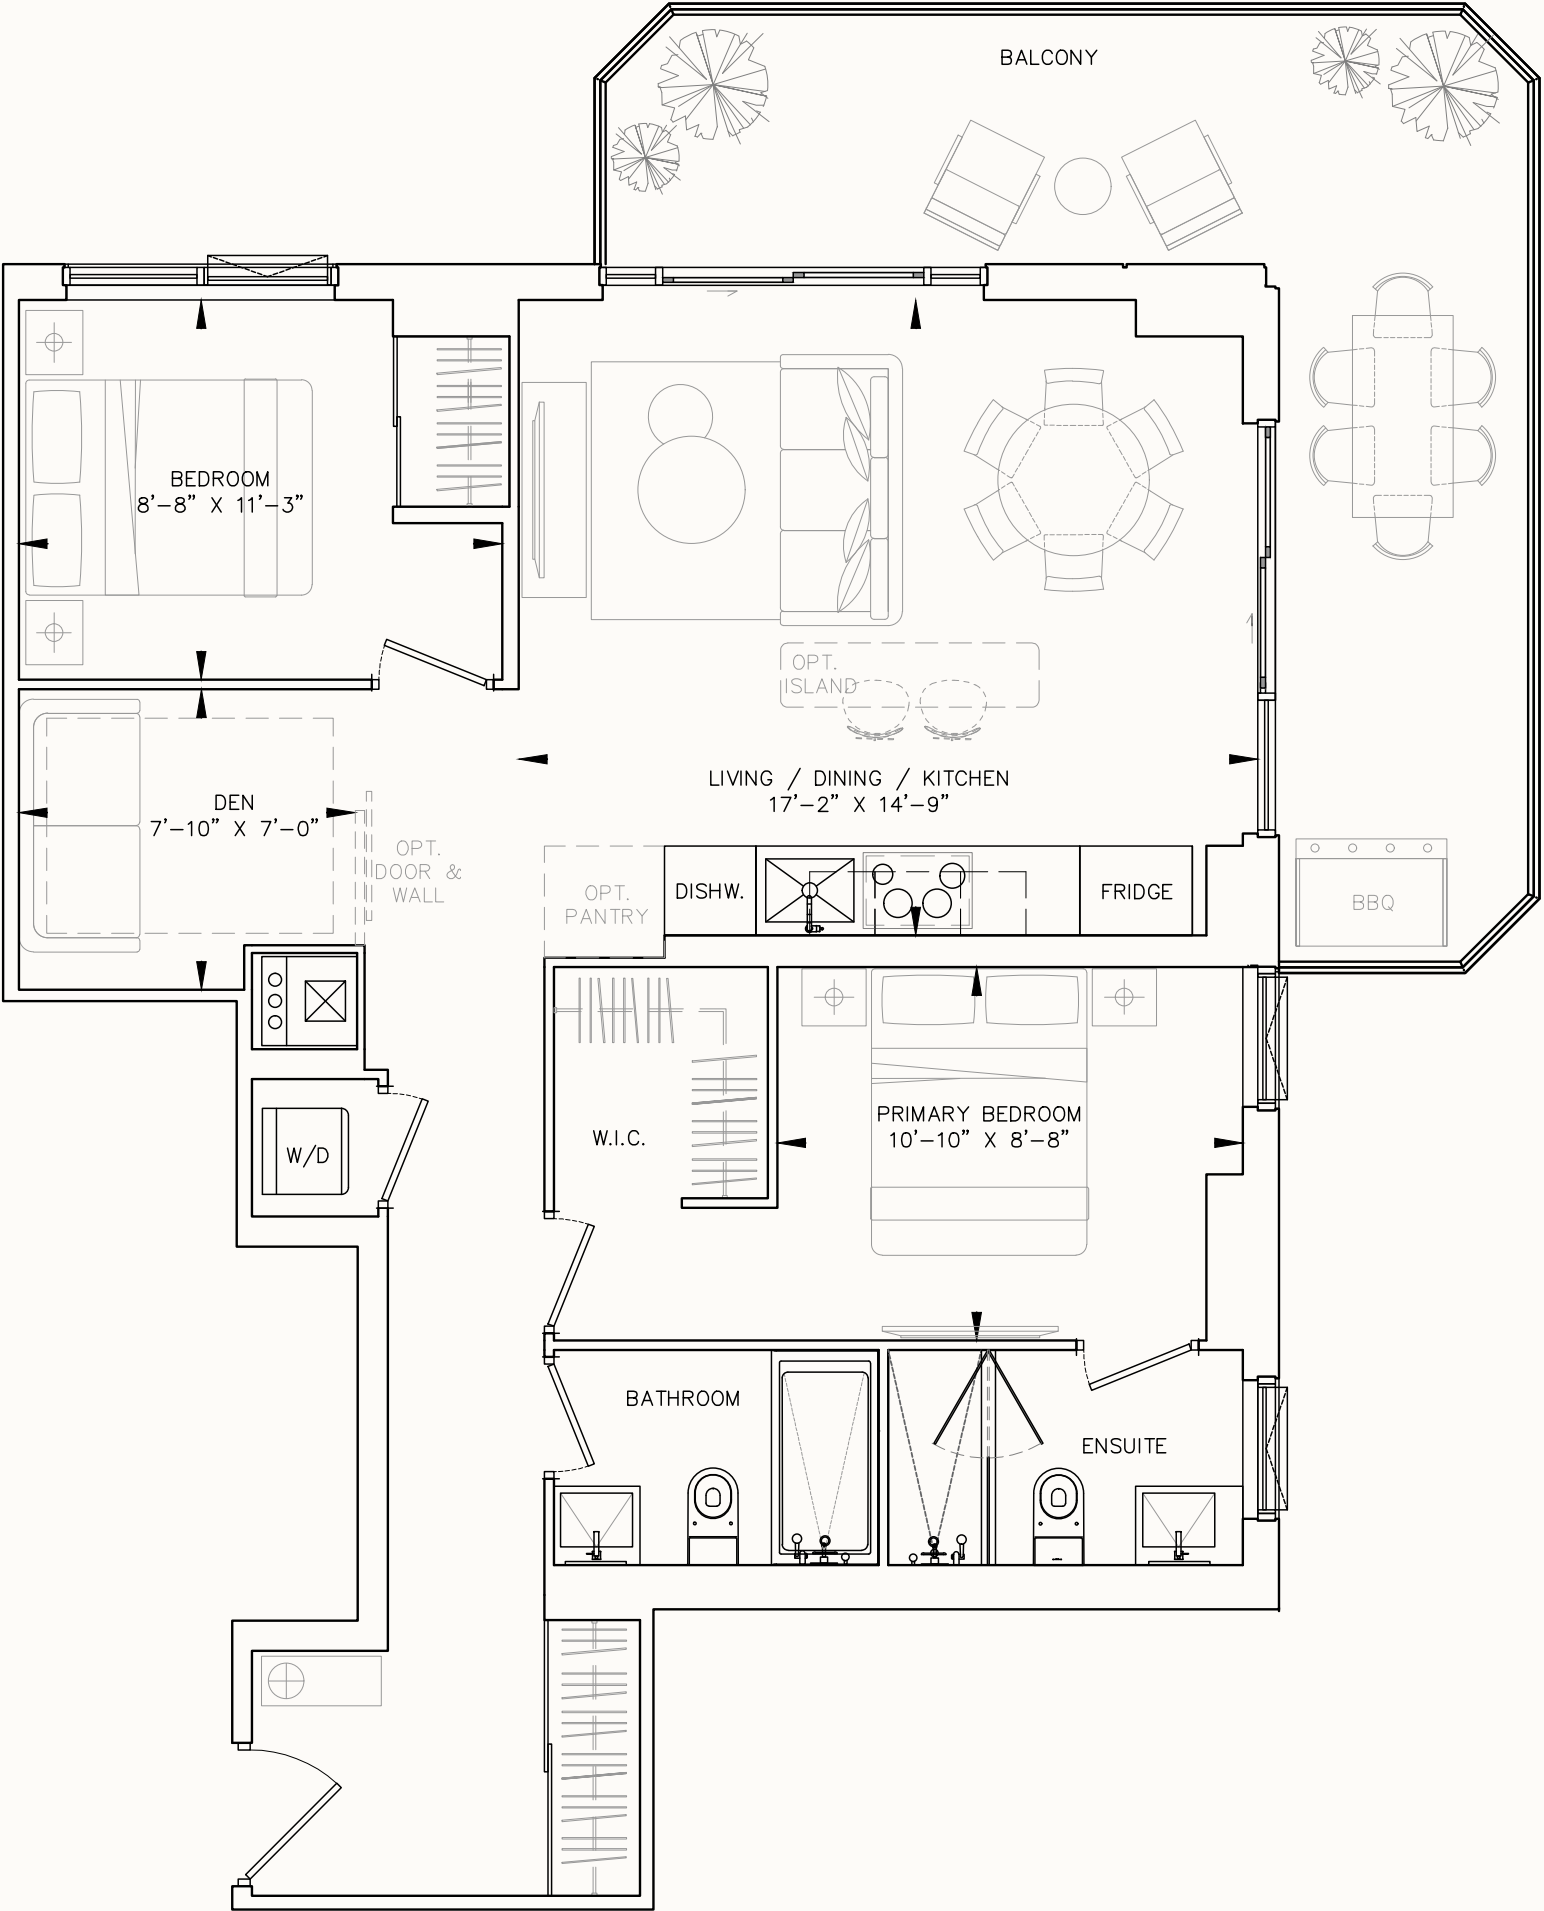 BALCONY
BEDROOM
8'-8" X 11'-3"
OPT.
ISLAND
LIVING / DINING / KITCHEN
17'-2" X 14'-9"
DEN
7'-10" X 7'-0"
OPT.
DOOR &
WALL
OPT.
PANTRY
DISHW.
FRIDGE
BBQ
PRIMARY BEDROOM
10'-10" X 8'-8"
W.I.C.
W/D
BATHROOM
ENSUITE